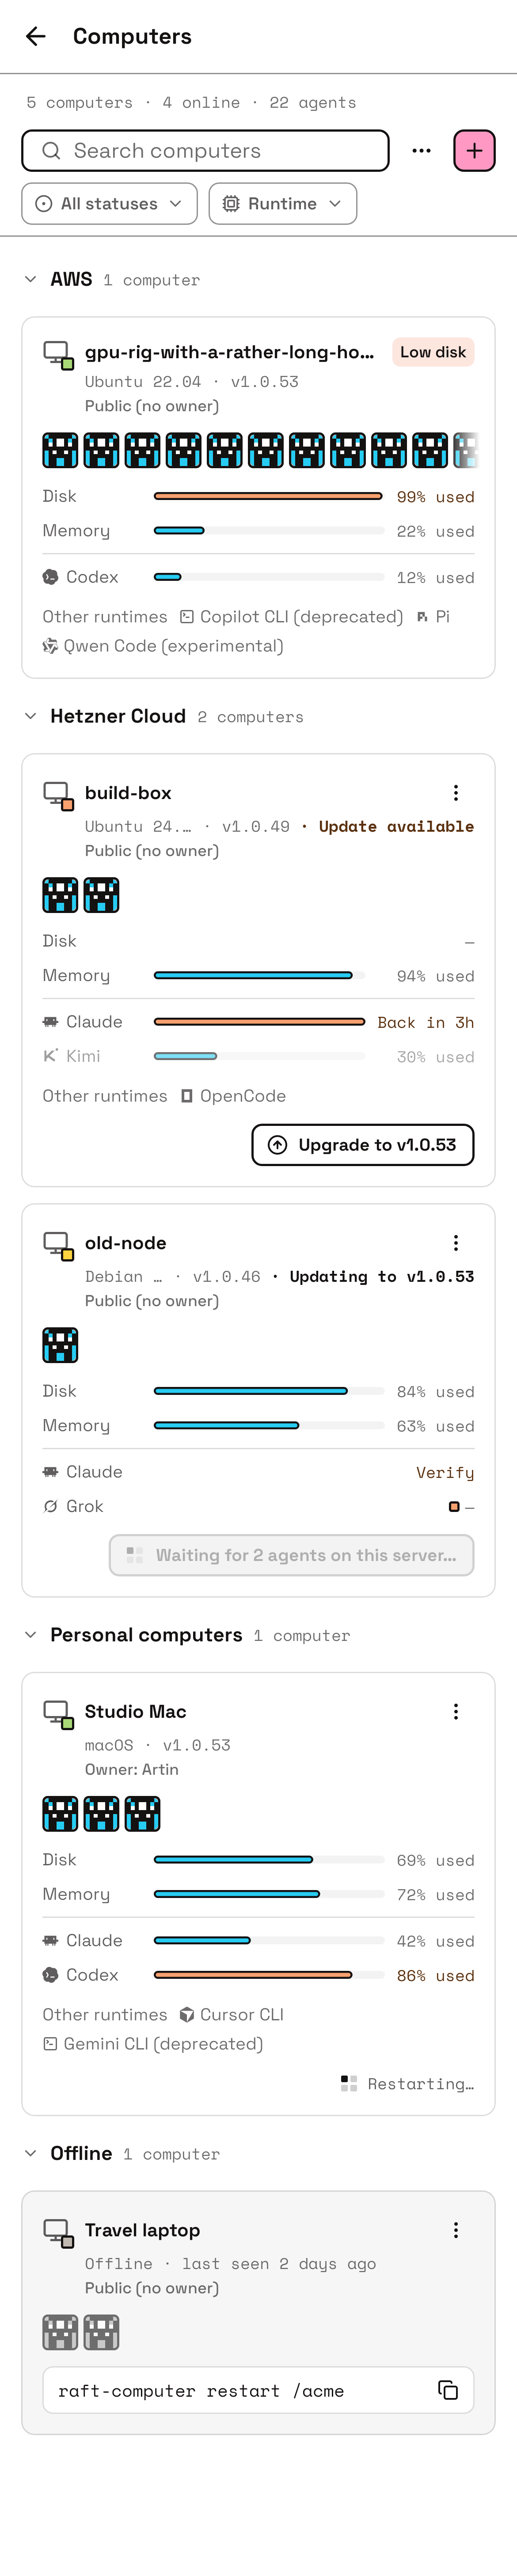 Computers
5 computers · 4 online · 22 agents
Search computers
All statuses
Runtime
AWS 1 computer
gpu-rig-with-a-rather-long-ho... Low disk
Ubuntu 22.04 · v1.0.53
Public (no owner)
Disk 99% used
Memory 22% used
Codex 12% used
Other runtimes Copilot CLI (deprecated) Pi
Qwen Code (experimental)
Hetzner Cloud 2 computers
build-box
Ubuntu 24.… · v1.0.49 · Update available
Public (no owner)
Disk —
Memory 94% used
Claude Back in 3h
Kimi 30% used
Other runtimes OpenCode
Upgrade to v1.0.53
old-node
Debian … · v1.0.46 · Updating to v1.0.53
Public (no owner)
Disk 84% used
Memory 63% used
Claude Verify
Grok —
Waiting for 2 agents on this server...
Personal computers 1 computer
Studio Mac
macOS · v1.0.53
Owner: Artin
Disk 69% used
Memory 72% used
Claude 42% used
Codex 86% used
Other runtimes Cursor CLI
Gemini CLI (deprecated)
Restarting…
Offline 1 computer
Travel laptop
Offline · last seen 2 days ago
Public (no owner)
raft-computer restart /acme